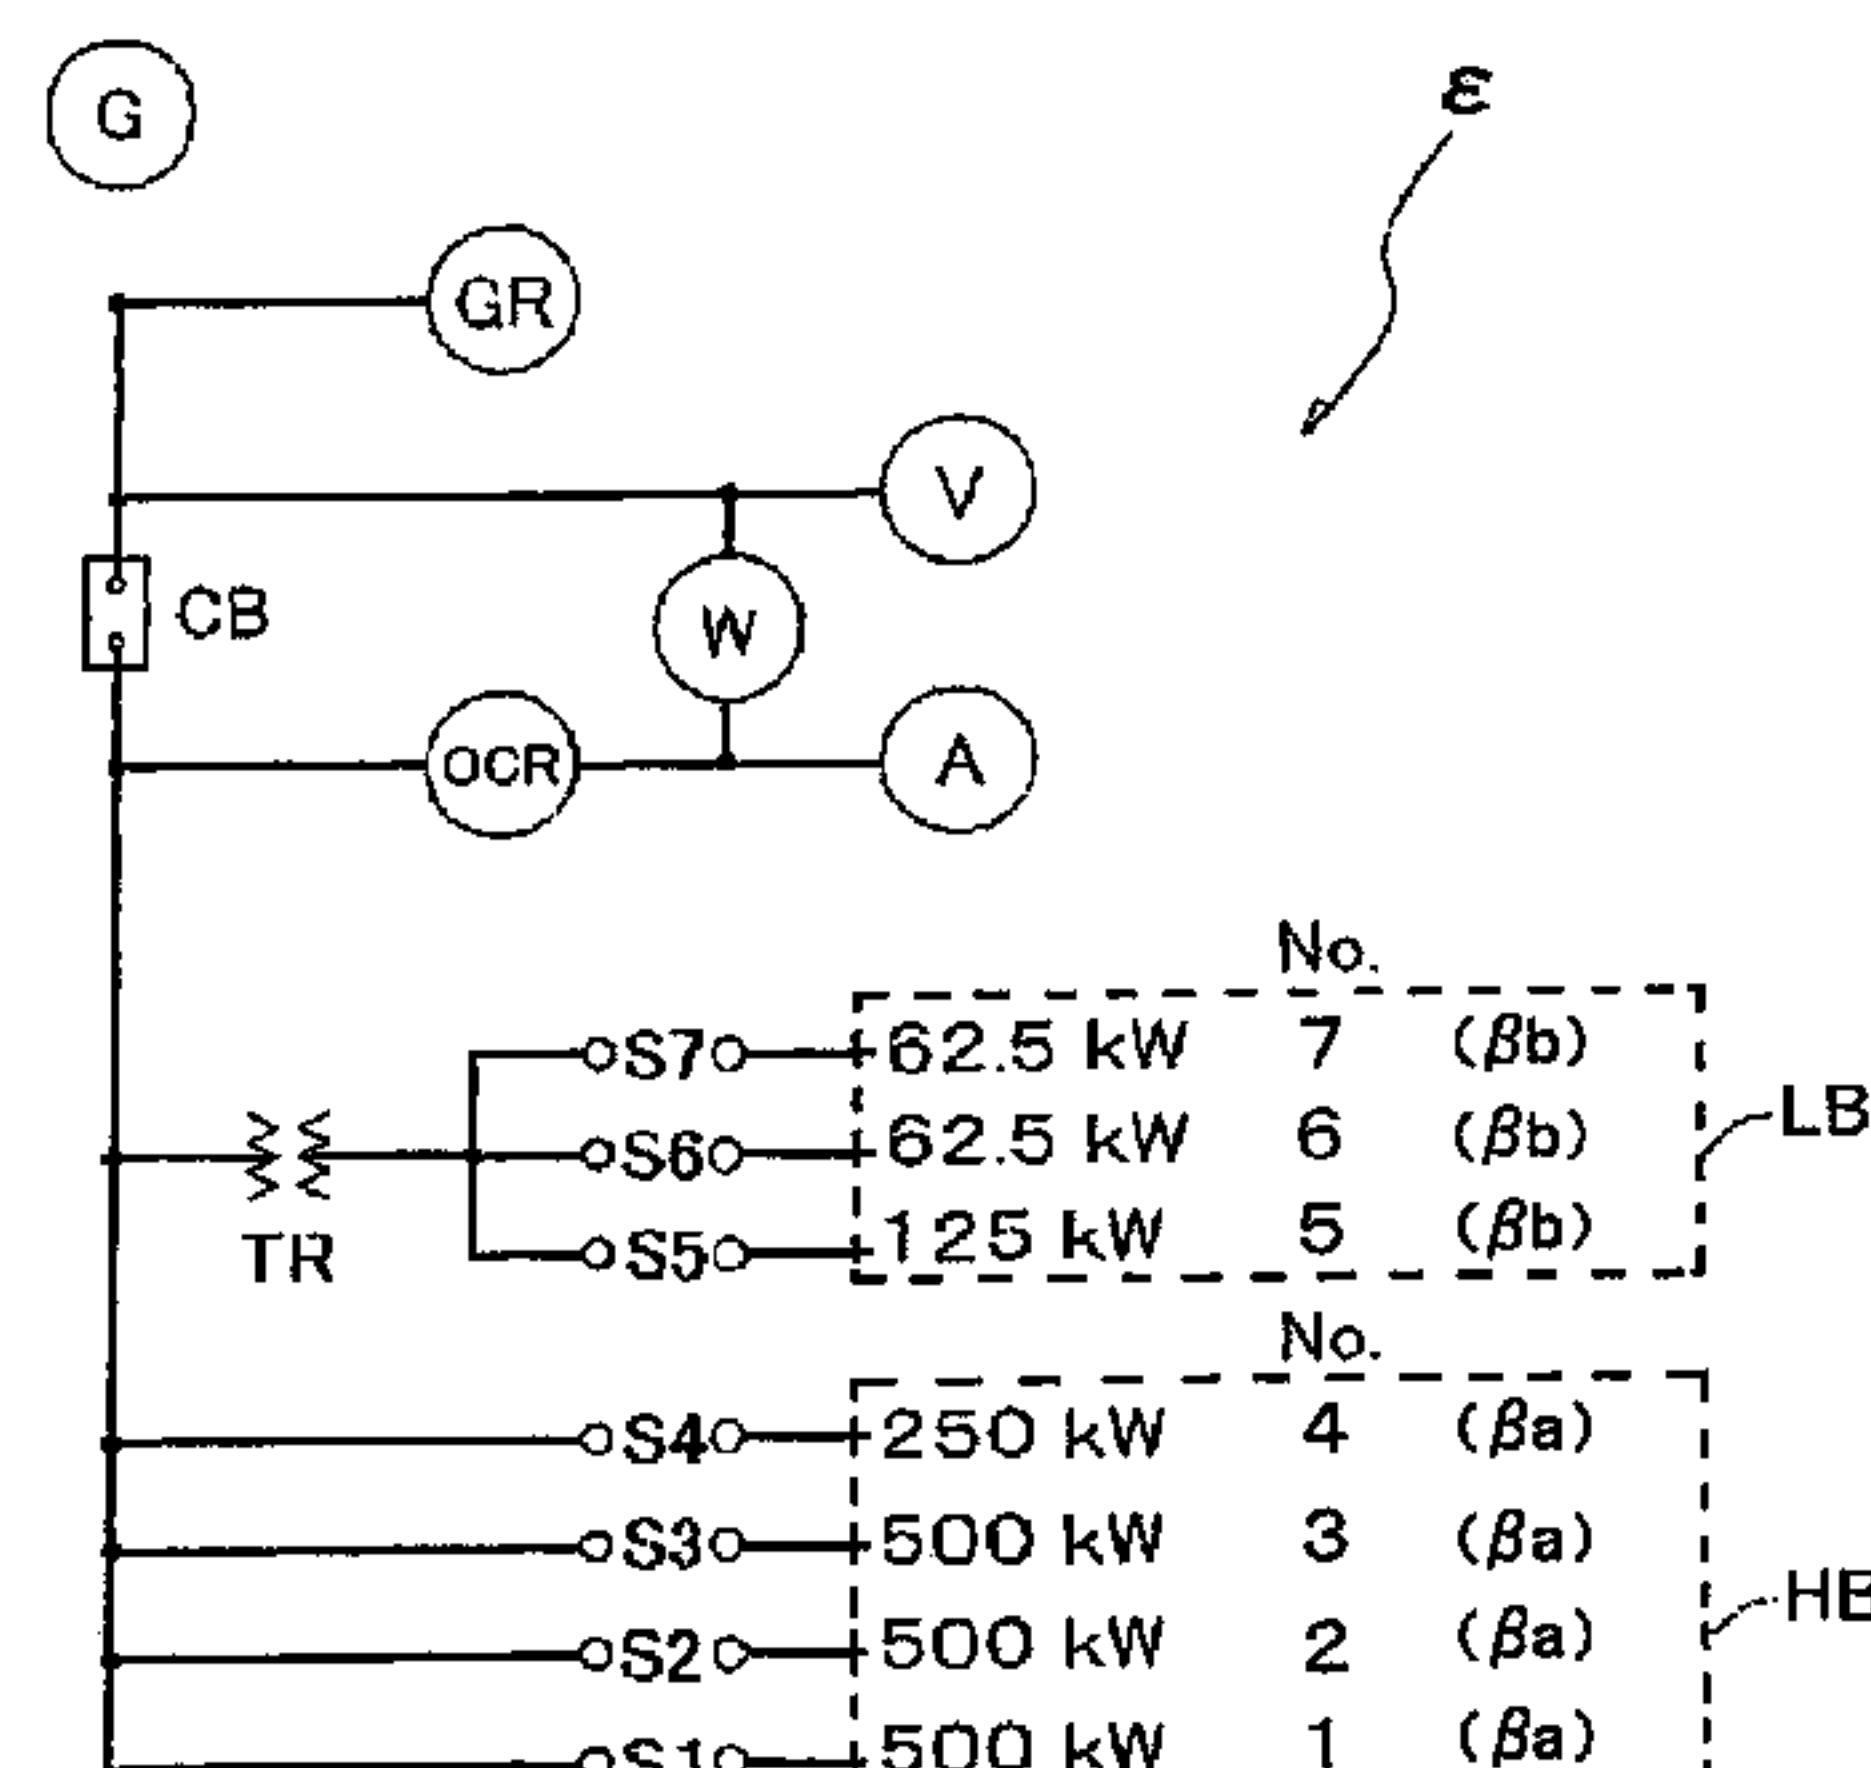 G
ε
GR
V
CB
W
OCR
A
No.
S7 62.5 kW 7 (βb)
LB
S6 62.5 kW 6 (βb)
TR
S5 125 kW 5 (βb)
No.
S4 250 kW 4 (βa)
S3 500 kW 3 (βa)
HB
S2 500 kW 2 (βa)
S1 500 kW 1 (βa)